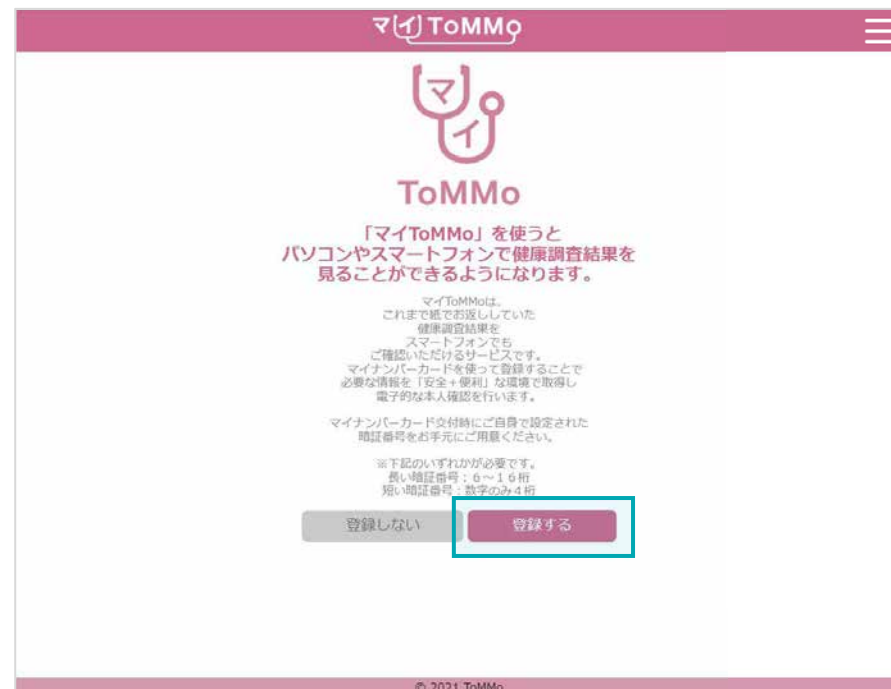 マイ ToMMo
マイ
ToMMo
「マイToMMo」を使うと
パソコンやスマートフォンで健康調査結果を
見ることができるようになります。
マイToMMoは、
これまで紙でお返ししていた
健康調査結果を
スマートフォンでも
ご確認いただけるサービスです。
マイナンバーカードを使って登録することで
必要な情報を「安全+便利」な環境で取得し
電子的な本人確認を行います。
マイナンバーカード交付時にご自身で設定された
暗証番号をお手元にご用意ください。
※下記のいずれかが必要です。
長い暗証番号:6～16桁
短い暗証番号:数字のみ4桁
登録しない 登録する
© 2021 ToMMo